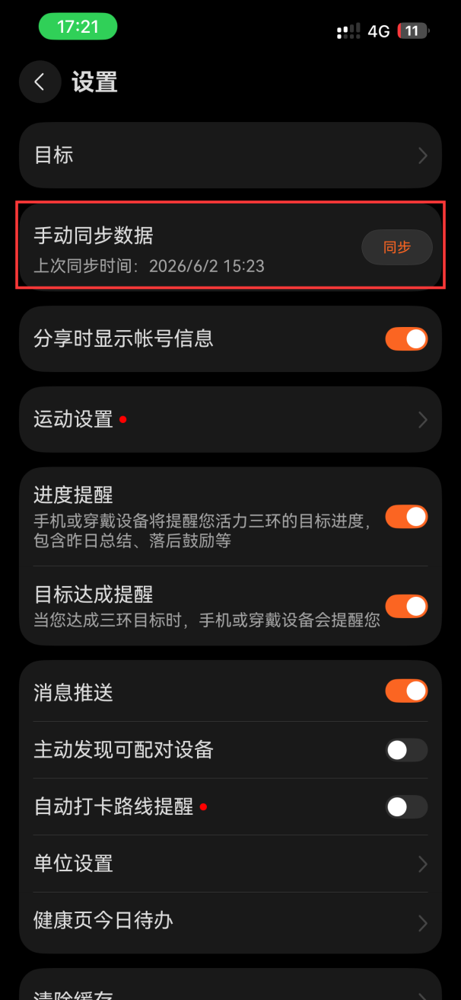 17:21
4G
11
设置
目标
手动同步数据
上次同步时间：2026/6/2 15:23
同步
分享时显示帐号信息
运动设置
进度提醒
手机或穿戴设备将提醒您活力三环的目标进度，
包含昨日总结、落后鼓励等
目标达成提醒
当您达成三环目标时，手机或穿戴设备会提醒您
消息推送
主动发现可配对设备
自动打卡路线提醒
单位设置
健康页今日待办
清除缓存